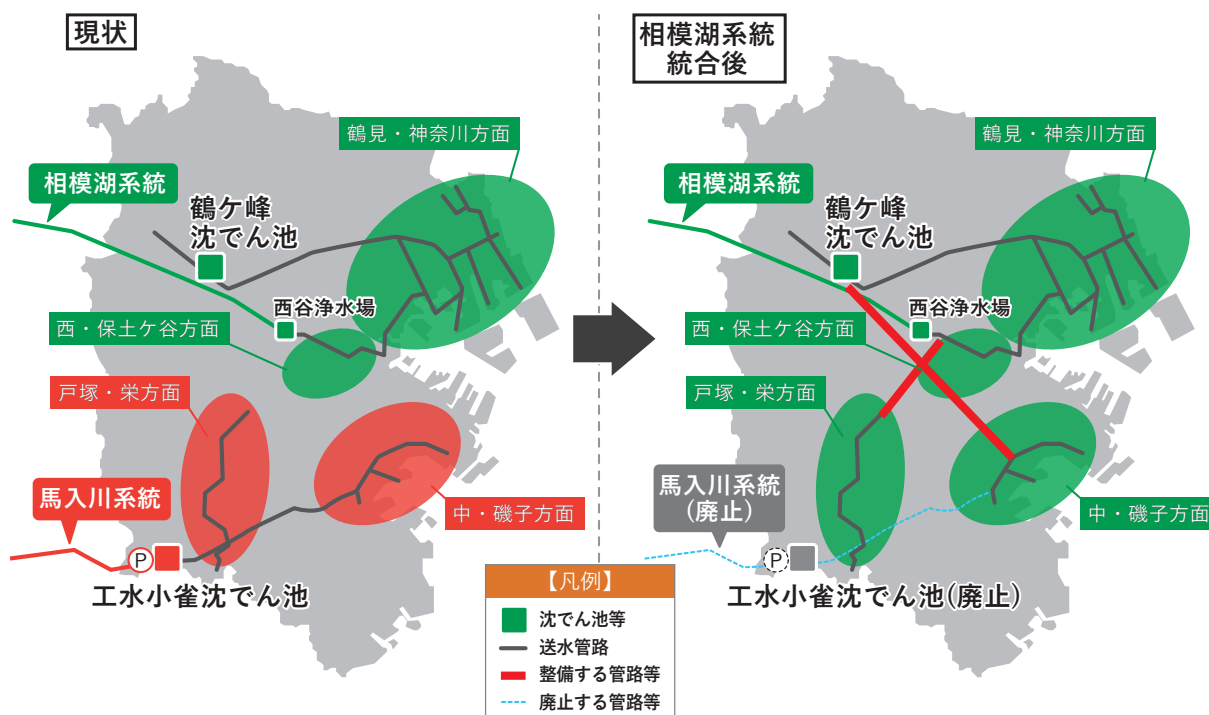 現状
鶴見・神奈川方面
相模湖系統
鶴ケ峰
沈でん池
西谷浄水場
西・保土ケ谷方面
戸塚・栄方面
馬入川系統
中・磯子方面
P
工水小雀沈でん池
相模湖系統
統合後
鶴見・神奈川方面
相模湖系統
鶴ケ峰
沈でん池
西谷浄水場
西・保土ケ谷方面
戸塚・栄方面
馬入川系統
(廃止)
中・磯子方面
P
工水小雀沈でん池(廃止)
【凡例】
沈でん池等
送水管路
整備する管路等
廃止する管路等